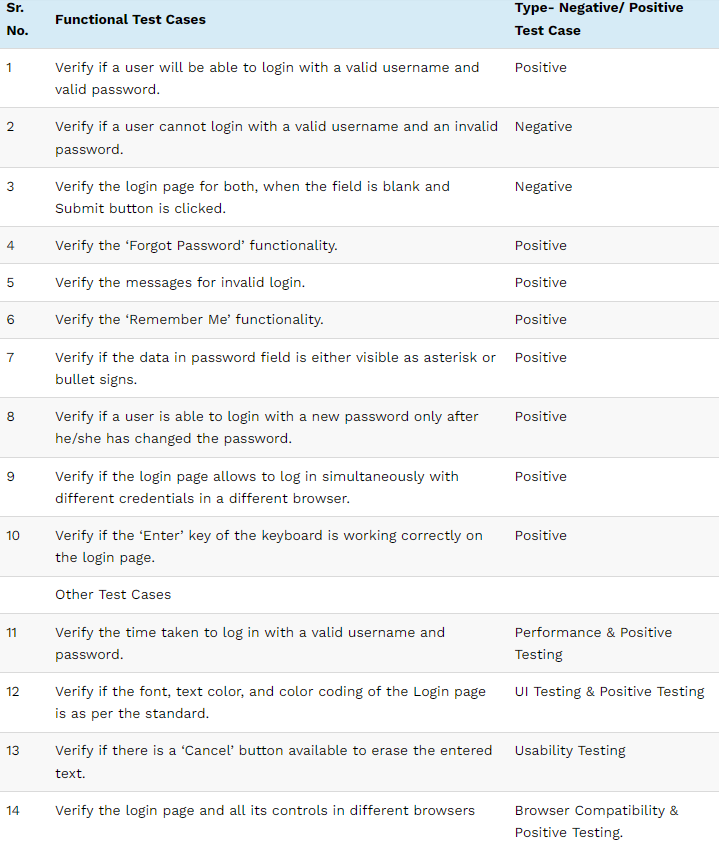 Sr. No. Functional Test Cases Type- Negative/ Positive Test Case
1 Verify if a user will be able to login with a valid username and valid password. Positive
2 Verify if a user cannot login with a valid username and an invalid password. Negative
3 Verify the login page for both, when the field is blank and Submit button is clicked. Negative
4 Verify the ‘Forgot Password’ functionality. Positive
5 Verify the messages for invalid login. Positive
6 Verify the ‘Remember Me’ functionality. Positive
7 Verify if the data in password field is either visible as asterisk or bullet signs. Positive
8 Verify if a user is able to login with a new password only after he/she has changed the password. Positive
9 Verify if the login page allows to log in simultaneously with different credentials in a different browser. Positive
10 Verify if the ‘Enter’ key of the keyboard is working correctly on the login page. Positive
Other Test Cases
11 Verify the time taken to log in with a valid username and password. Performance & Positive Testing
12 Verify if the font, text color, and color coding of the Login page is as per the standard. UI Testing & Positive Testing
13 Verify if there is a ‘Cancel’ button available to erase the entered text. Usability Testing
14 Verify the login page and all its controls in different browsers Browser Compatibility & Positive Testing.